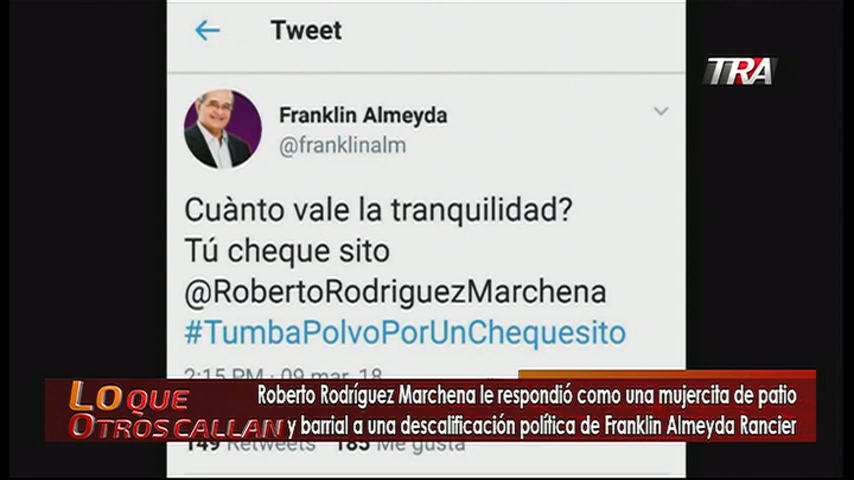 Tweet
TRA
Franklin Almeyda
@franklinalm
Cuànto vale la tranquilidad?
Tú cheque sito
@RobertoRodriguezMarchena
#TumbaPolvoPorUnChequesito
2:15 PM · 09 mar. 18
LO QUE
OTROS CALLAN
Roberto Rodríguez Marchena le respondió como una mujercita de patio
y barrial a una descalificación política de Franklin Almeyda Rancier
149 Retweets 185 Me gusta